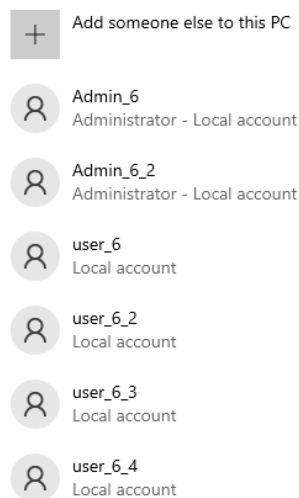 Add someone else to this PC
Admin_6
Administrator - Local account
Admin_6_2
Administrator - Local account
user_6
Local account
user_6_2
Local account
user_6_3
Local account
user_6_4
Local account